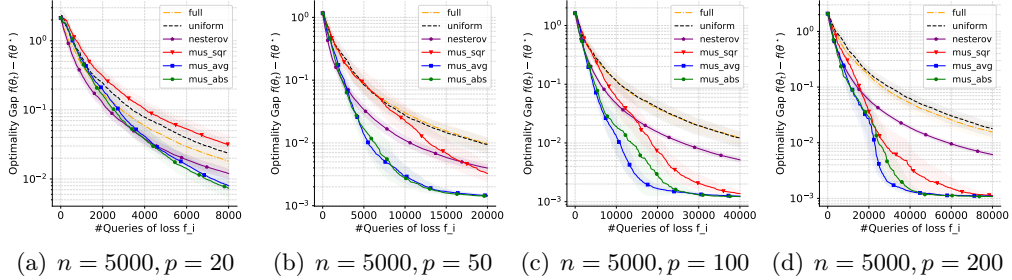 Optimality Gap f(θ_t) − f(θ*)
10^0
10^−1
10^−2
0 2000 4000 6000 8000
#Queries of loss f_i
full
uniform
nesterov
mus_sqr
mus_avg
mus_abs
(a) n = 5000, p = 20
Optimality Gap f(θ_t) − f(θ*)
10^0
10^−1
10^−2
10^−3
0 5000 10000 15000 20000
#Queries of loss f_i
full
uniform
nesterov
mus_sqr
mus_avg
mus_abs
(b) n = 5000, p = 50
Optimality Gap f(θ_t) − f(θ*)
10^0
10^−1
10^−2
10^−3
0 10000 20000 30000 40000
#Queries of loss f_i
full
uniform
nesterov
mus_sqr
mus_avg
mus_abs
(c) n = 5000, p = 100
Optimality Gap f(θ_t) − f(θ*)
10^0
10^−1
10^−2
10^−3
0 20000 40000 60000 80000
#Queries of loss f_i
full
uniform
nesterov
mus_sqr
mus_avg
mus_abs
(d) n = 5000, p = 200